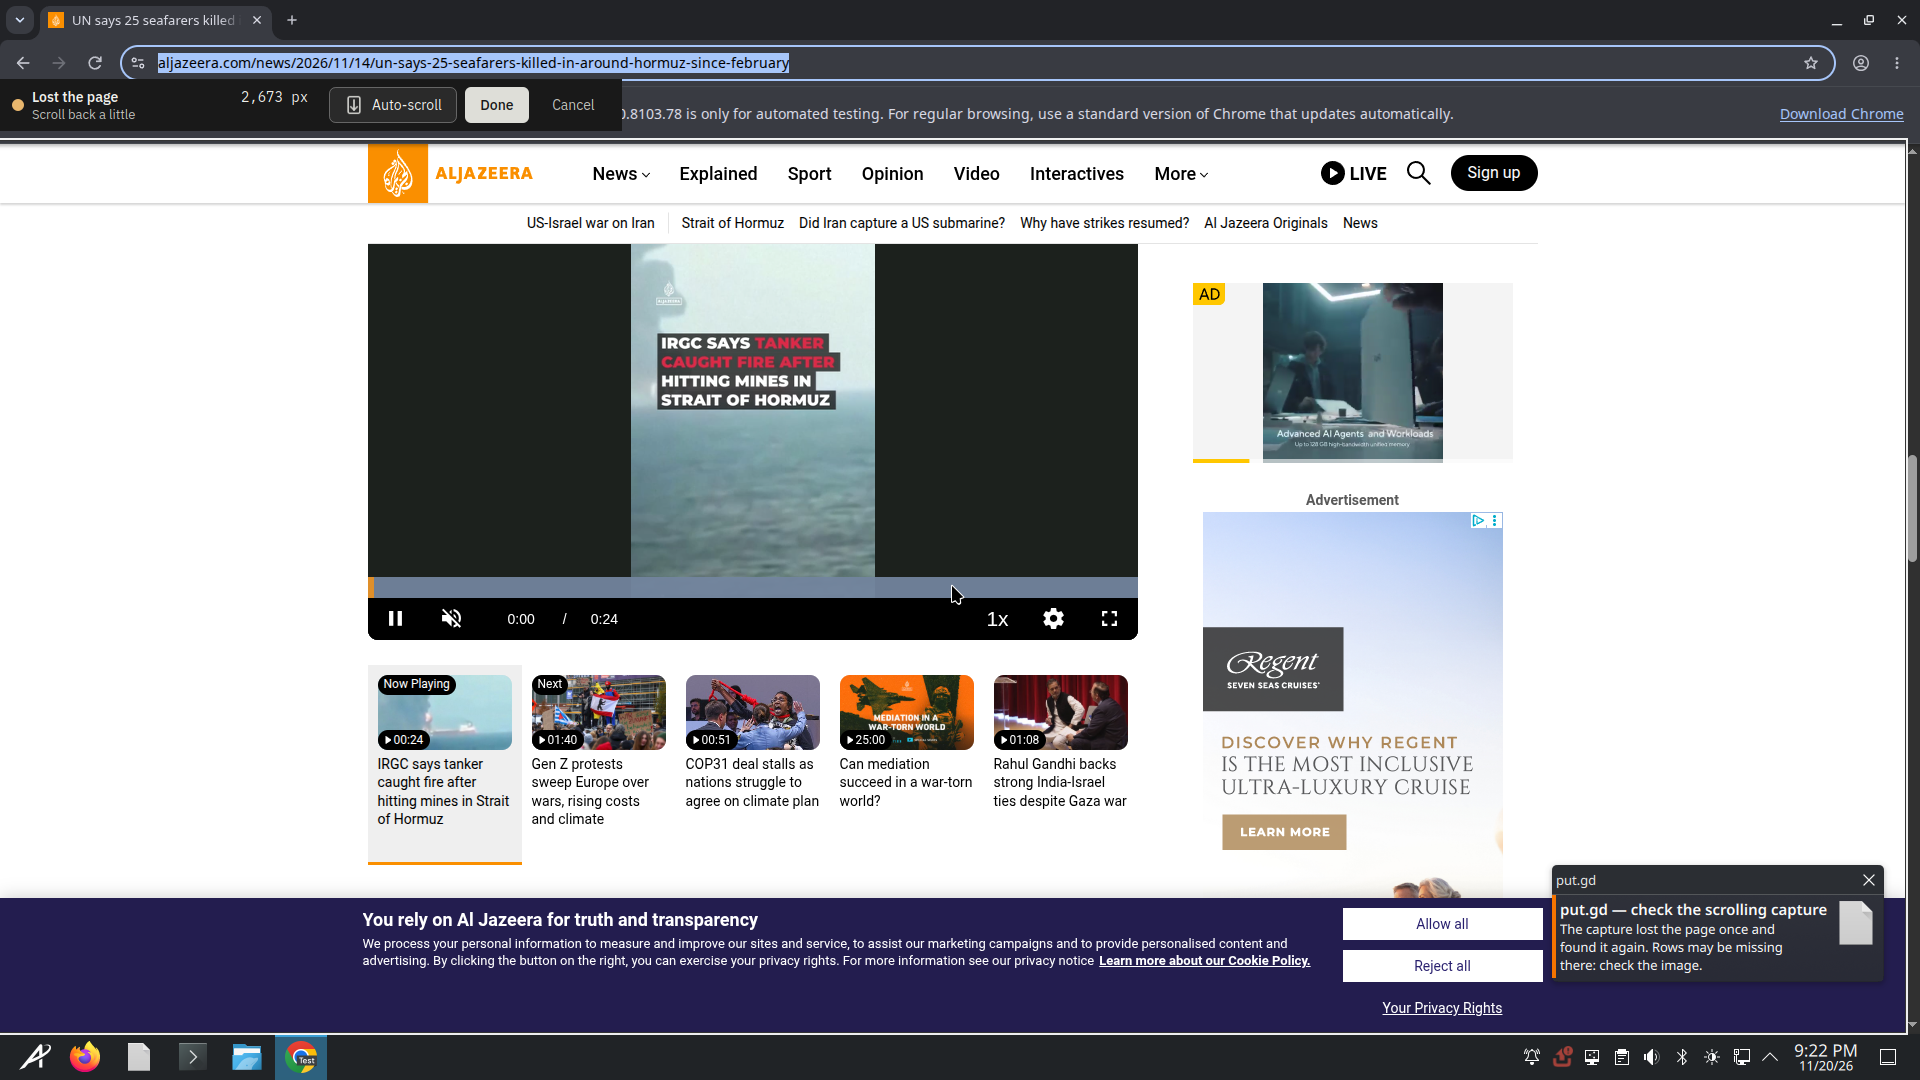 UN says 25 seafarers killed
aljazeera.com/news/2026/11/14/un-says-25-seafarers-killed-in-around-hormuz-since-february
Lost the page
Scroll back a little
2,673 px
Auto-scroll
Done
Cancel
0.8103.78 is only for automated testing. For regular browsing, use a standard version of Chrome that updates automatically.
Download Chrome
ALJAZEERA
News
Explained
Sport
Opinion
Video
Interactives
More
LIVE
Sign up
US-Israel war on Iran
Strait of Hormuz
Did Iran capture a US submarine?
Why have strikes resumed?
Al Jazeera Originals
News
IRGC SAYS TANKER
CAUGHT FIRE AFTER
HITTING MINES IN
STRAIT OF HORMUZ
0:00 / 0:24
1x
AD
Advanced AI Agents and Workloads
Up to 128 GB high-bandwidth unified memory
Advertisement
Regent
SEVEN SEAS CRUISES
DISCOVER WHY REGENT
IS THE MOST INCLUSIVE
ULTRA-LUXURY CRUISE
LEARN MORE
Now Playing
00:24
IRGC says tanker
caught fire after
hitting mines in Strait
of Hormuz
Next
01:40
Gen Z protests
sweep Europe over
wars, rising costs
and climate
00:51
COP31 deal stalls as
nations struggle to
agree on climate plan
MEDIATION IN A
WAR-TORN WORLD
25:00
Can mediation
succeed in a war-torn
world?
01:08
Rahul Gandhi backs
strong India-Israel
ties despite Gaza war
You rely on Al Jazeera for truth and transparency
We process your personal information to measure and improve our sites and service, to assist our marketing campaigns and to provide personalised content and
advertising. By clicking the button on the right, you can exercise your privacy rights. For more information see our privacy notice Learn more about our Cookie Policy.
Allow all
Reject all
Your Privacy Rights
put.gd
put.gd — check the scrolling capture
The capture lost the page once and
found it again. Rows may be missing
there: check the image.
Test
9:22 PM
11/20/26